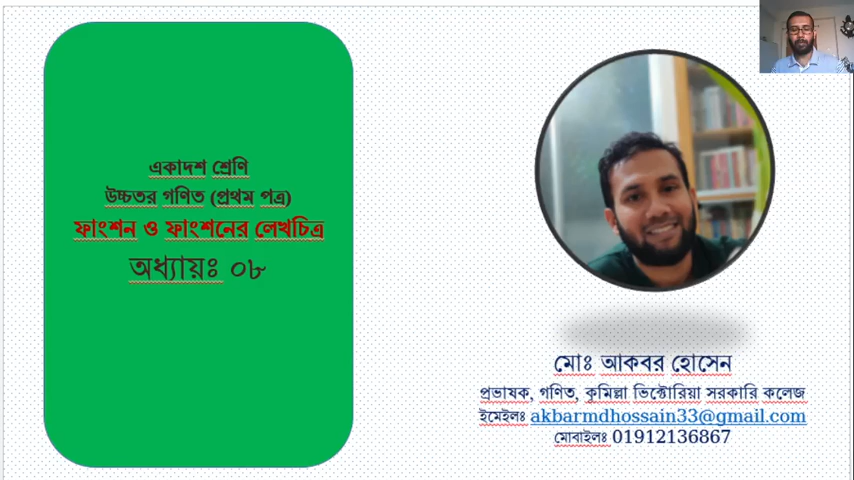 একাদশ শ্রেণি
উচ্চতর গণিত (প্রথম পত্র)
ফাংশন ও ফাংশনের লেখচিত্র
অধ্যায়ঃ ০৮
মোঃ আকবর হোসেন
প্রভাষক, গণিত, কুমিল্লা ভিক্টোরিয়া সরকারি কলেজ
ইমেইলঃ akbarmdhossain33@gmail.com
মোবাইলঃ 01912136867